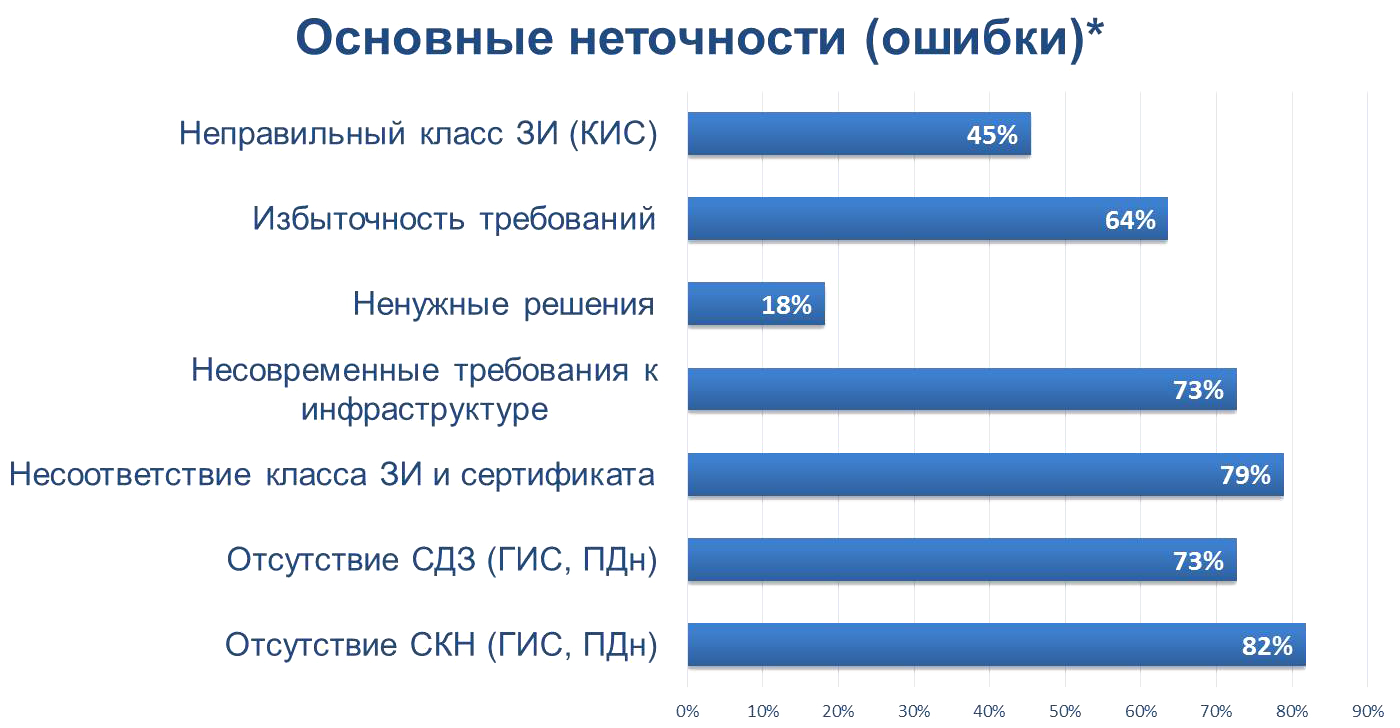 Основные неточности (ошибки)*
Неправильный класс ЗИ (КИС)
45%
Избыточность требований
64%
Ненужные решения
18%
Несовременные требования к
инфраструктуре
73%
Несоответствие класса ЗИ и сертификата
79%
Отсутствие СДЗ (ГИС, ПДн)
73%
Отсутствие СКН (ГИС, ПДн)
82%
0% 10% 20% 30% 40% 50% 60% 70% 80% 90%